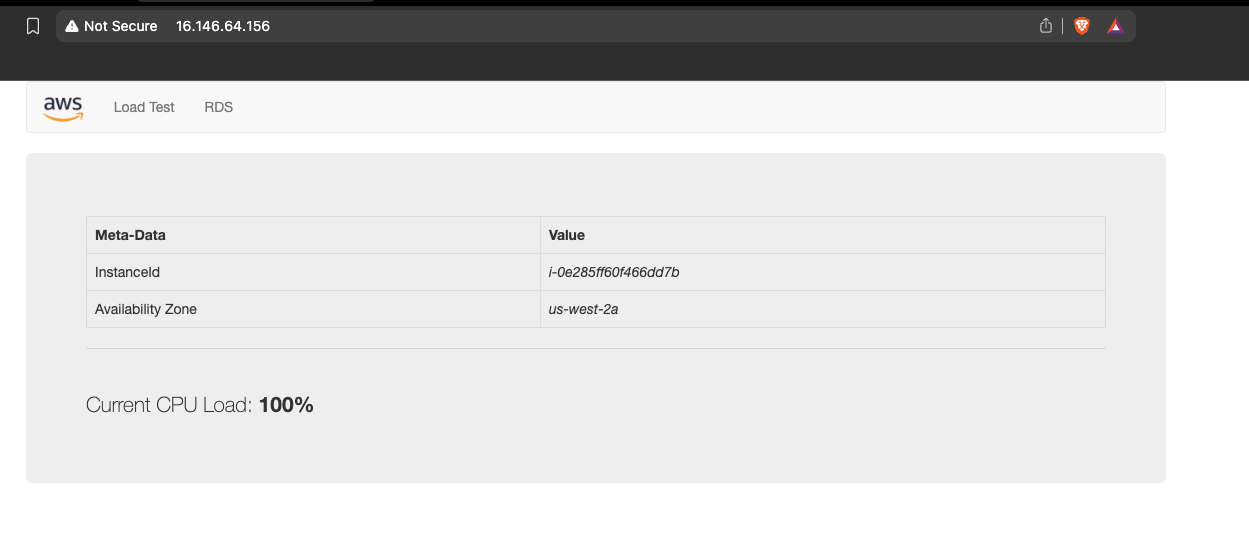 Not Secure 16.146.64.156
aws Load Test RDS
Meta-Data Value
InstanceId i-0e285ff60f466dd7b
Availability Zone us-west-2a
Current CPU Load: 100%